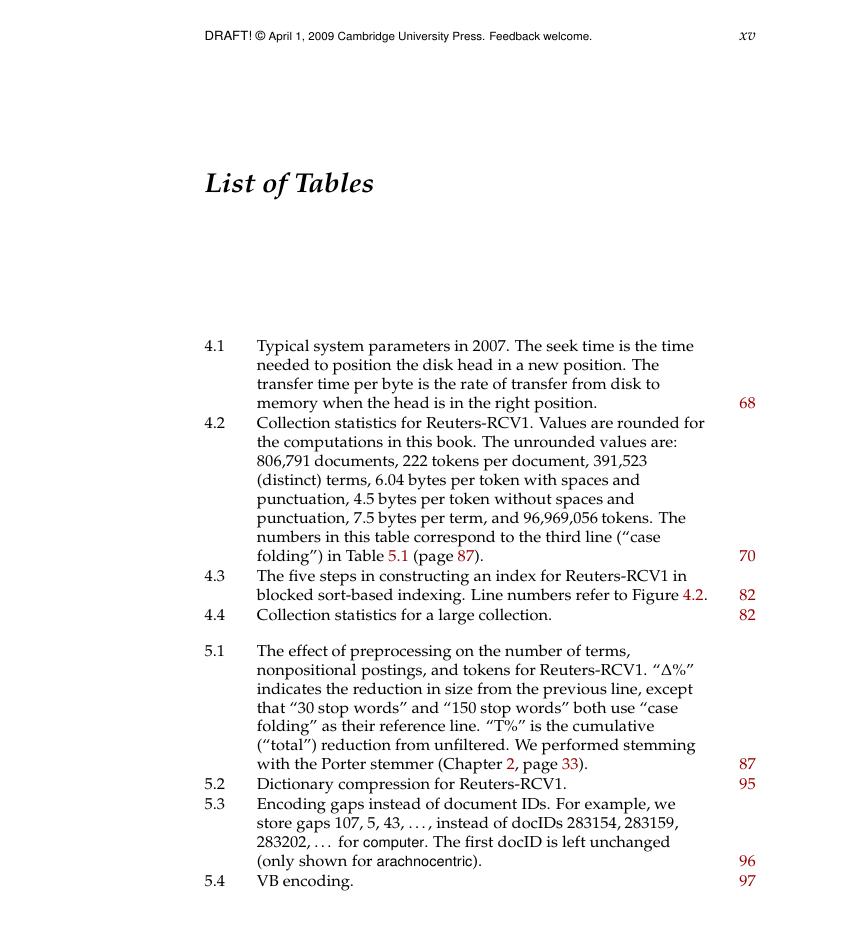 DRAFT! © April 1, 2009 Cambridge University Press. Feedback welcome. xv
List of Tables
4.1 Typical system parameters in 2007. The seek time is the time
needed to position the disk head in a new position. The
transfer time per byte is the rate of transfer from disk to
memory when the head is in the right position. 68
4.2 Collection statistics for Reuters-RCV1. Values are rounded for
the computations in this book. The unrounded values are:
806,791 documents, 222 tokens per document, 391,523
(distinct) terms, 6.04 bytes per token with spaces and
punctuation, 4.5 bytes per token without spaces and
punctuation, 7.5 bytes per term, and 96,969,056 tokens. The
numbers in this table correspond to the third line (“case
folding”) in Table 5.1 (page 87). 70
4.3 The five steps in constructing an index for Reuters-RCV1 in
blocked sort-based indexing. Line numbers refer to Figure 4.2. 82
4.4 Collection statistics for a large collection. 82
5.1 The effect of preprocessing on the number of terms,
nonpositional postings, and tokens for Reuters-RCV1. “Δ%”
indicates the reduction in size from the previous line, except
that “30 stop words” and “150 stop words” both use “case
folding” as their reference line. “T%” is the cumulative
(“total”) reduction from unfiltered. We performed stemming
with the Porter stemmer (Chapter 2, page 33). 87
5.2 Dictionary compression for Reuters-RCV1. 95
5.3 Encoding gaps instead of document IDs. For example, we
store gaps 107, 5, 43, . . . , instead of docIDs 283154, 283159,
283202, . . . for computer. The first docID is left unchanged
(only shown for arachnocentric). 96
5.4 VB encoding. 97